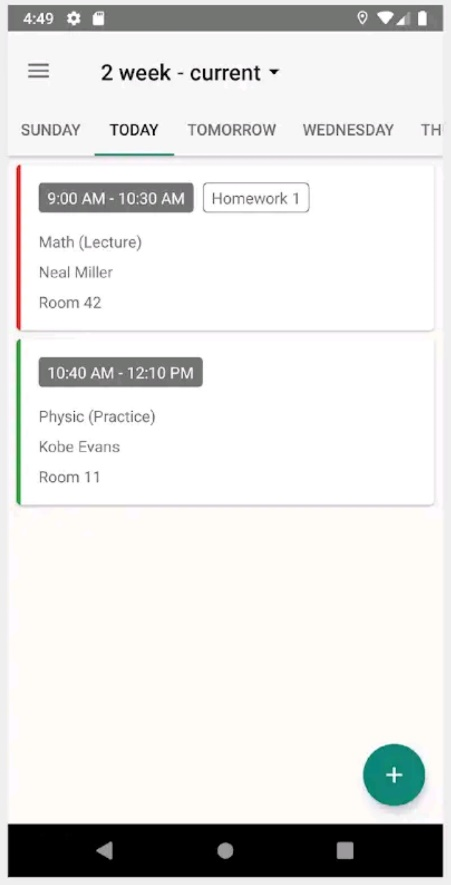 4:49
2 week - current
SUNDAY TODAY TOMORROW WEDNESDAY TH
9:00 AM - 10:30 AM Homework 1
Math (Lecture)
Neal Miller
Room 42
10:40 AM - 12:10 PM
Physic (Practice)
Kobe Evans
Room 11
+